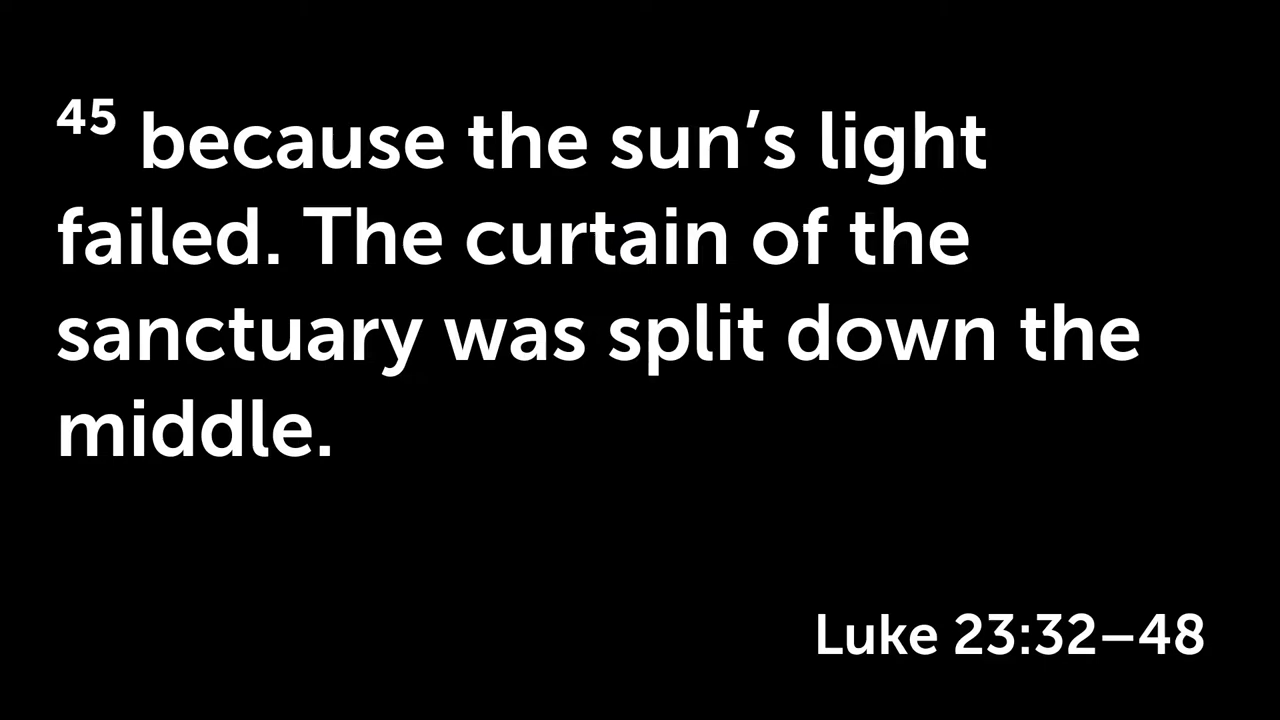 ⁴⁵ because the sun’s light
failed. The curtain of the
sanctuary was split down the
middle.
Luke 23:32–48